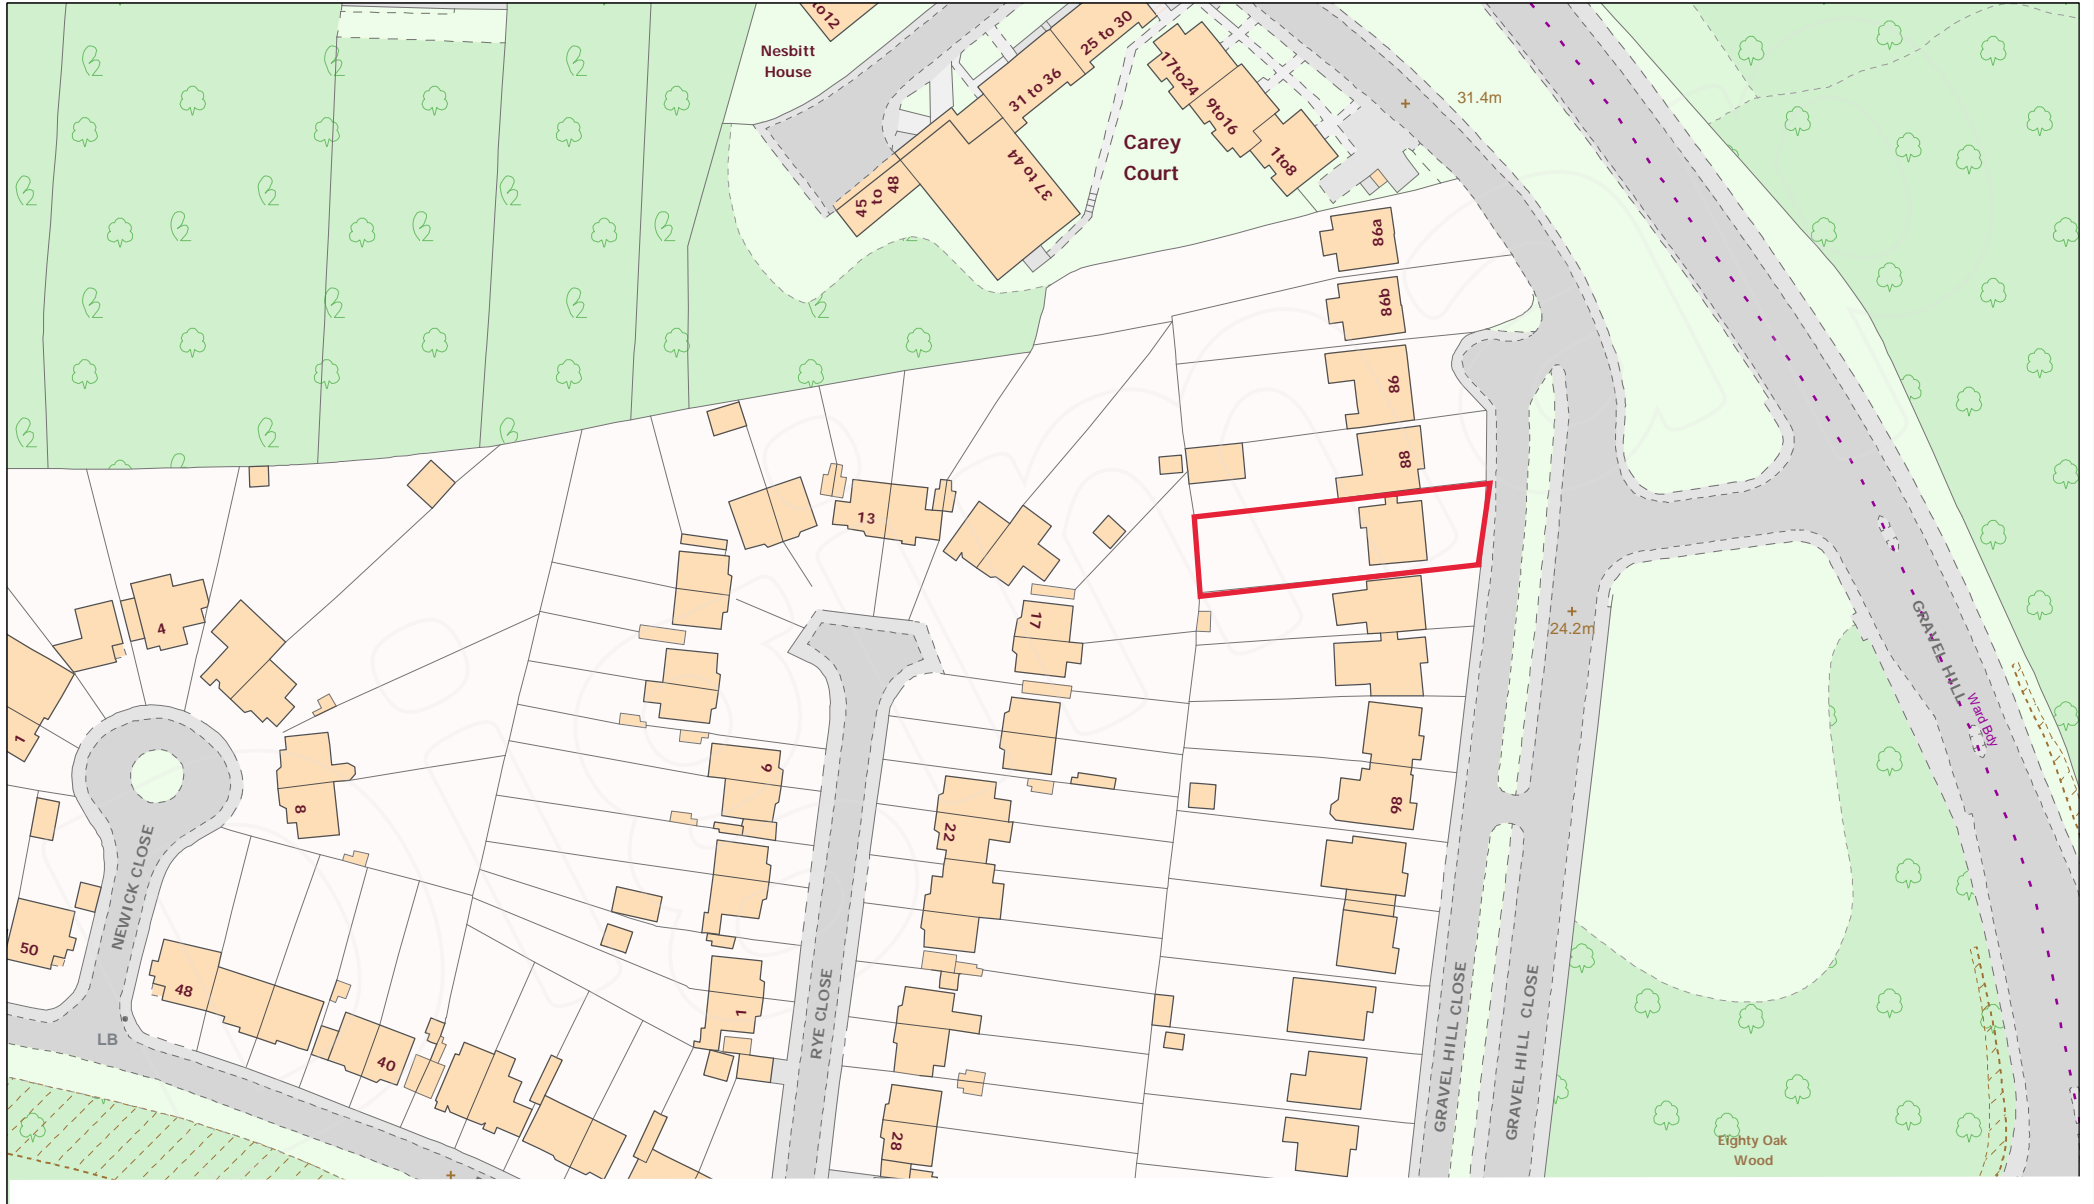 to12
Nesbitt
House
25 to 30
31 to 36
17to24
9to16
1to8
37 to 44
45
to
48
Carey
Court
31.4m
86a
86b
86
88
13
17
4
1
8
9
22
98
24.2m
GRAVEL HILL
Ward Bdy
NEWICK CLOSE
50
48
40
LB
1
RYE CLOSE
28
GRAVEL HILL CLOSE
GRAVEL HILL CLOSE
Eighty Oak
Wood